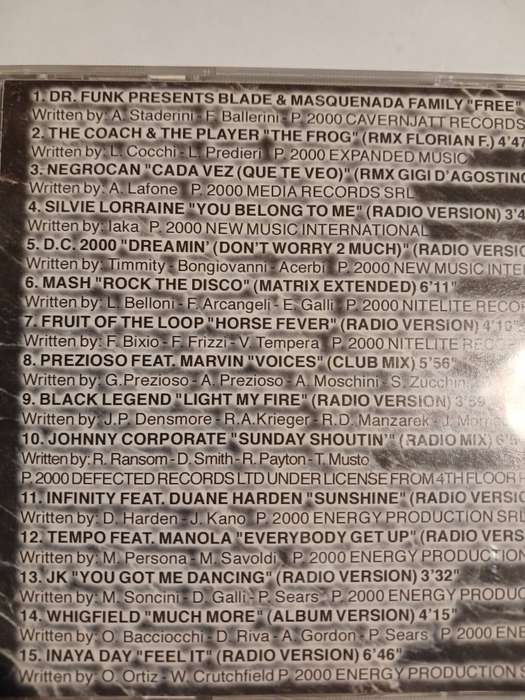 1. DR. FUNK PRESENTS BLADE & MASQUENADA FAMILY "FREE"
Written by: A. Staderini - F. Ballerini - P. 2000 CAVERNJATT RECORDS
2. THE COACH & THE PLAYER "THE FROG" (RMX FLORIAN F.) 4'47
Written by: L. Cocchi - L. Predieri P. 2000 EXPANDED MUSIC
3. NEGROCAN "CADA VEZ (QUE TE VEO)" (RMX GIGI D'AGOSTINO
Written by: A. Lafone P. 2000 MEDIA RECORDS SRL
4. SILVIE LORRAINE "YOU BELONG TO ME" (RADIO VERSION) 3'4
Written by: Iaka P. 2000 NEW MUSIC INTERNATIONAL
5. D.C. 2000 "DREAMIN' (DON'T WORRY 2 MUCH)" (RADIO VERSIO
Written by: Timmity - Bongiovanni - Acerbi P. 2000 NEW MUSIC INTER
6. MASH "ROCK THE DISCO" (MATRIX EXTENDED) 6'11"
Written by: L. Belloni - F. Arcangeli - E. Galli P. 2000 NITELITE RECO
7. FRUIT OF THE LOOP "HORSE FEVER" (RADIO VERSION)
Written by: F. Bixio - F. Frizzi - V. Tempera P. 2000 NITELITE
8. PREZIOSO FEAT. MARVIN "VOICES" (CLUB MIX) 5'56"
Written by: G.Prezioso - A. Prezioso - A. Moschini - S. Zucchin
9. BLACK LEGEND "LIGHT MY FIRE" (RADIO VERSION)
Written by: J.P. Densmore - R.A.Krieger - R.D. Manzarek - J.
10. JOHNNY CORPORATE "SUNDAY SHOUTIN'" (RADIO MIX)
Written by: R. Ransom - D. Smith - R. Payton - T. Musto
P. 2000 DEFECTED RECORDS LTD UNDER LICENSE FROM 4TH FLOOR
11. INFINITY FEAT. DUANE HARDEN "SUNSHINE" (RADIO VERSIO
Written by: D. Harden - J. Kano P. 2000 ENERGY PRODUCTION SRL
12. TEMPO FEAT. MANOLA "EVERYBODY GET UP" (RADIO VERS
Written by: M. Persona - M. Savoldi P. 2000 ENERGY PRODUCTION
13. JK "YOU GOT ME DANCING" (RADIO VERSION) 3'32"
Written by: M. Soncini - D. Galli - P. Sears P. 2000 ENERGY PRODUC
14. WHIGFIELD "MUCH MORE" (ALBUM VERSION) 4'15"
Written by: O. Bacciocchi - D. Riva - A. Gordon - P. Sears P. 2000 ENE
15. INAYA DAY "FEEL IT" (RADIO VERSION) 6'46"
Written by: O. Ortiz - W. Crutchfield P. 2000 ENERGY PRODUCTION